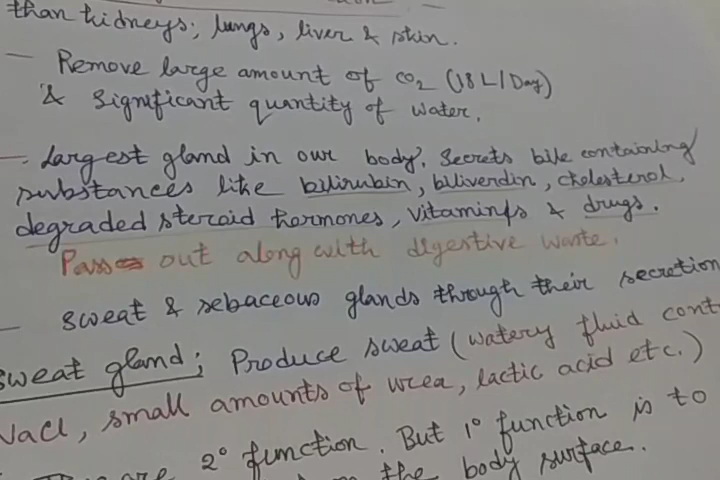 than kidneys; lungs, liver & skin.
— Remove large amount of CO2 (18L/Day)
& significant quantity of water.
— Largest gland in our body. Secrets bile containing
substances like bilirubin, biliverdin, cholesterol,
degraded steroid hormones, vitamins & drugs.
Pass out along with digestive waste.
— Sweat & sebaceous glands through their secretion
sweat gland; Produce sweat (watery fluid cont
NaCl, small amounts of urea, lactic acid etc.)
are 2° function. But 1° function is to
the body surface.